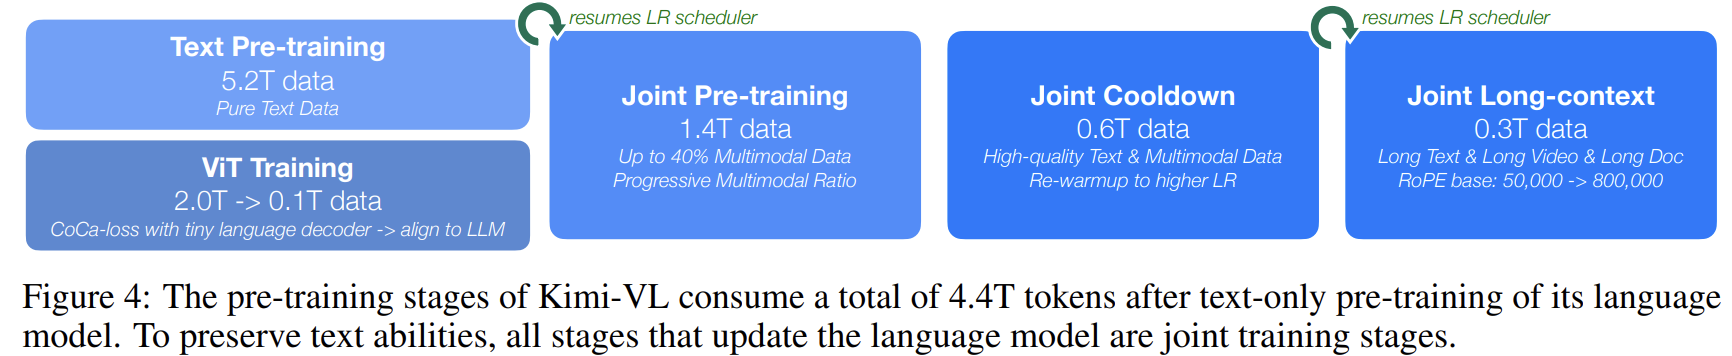 Text Pre-training
5.2T data
Pure Text Data
ViT Training
2.0T -> 0.1T data
CoCa-loss with tiny language decoder -> align to LLM
resumes LR scheduler
Joint Pre-training
1.4T data
Up to 40% Multimodal Data
Progressive Multimodal Ratio
Joint Cooldown
0.6T data
High-quality Text & Multimodal Data
Re-warmup to higher LR
resumes LR scheduler
Joint Long-context
0.3T data
Long Text & Long Video & Long Doc
RoPE base: 50,000 -> 800,000
Figure 4: The pre-training stages of Kimi-VL consume a total of 4.4T tokens after text-only pre-training of its language
model. To preserve text abilities, all stages that update the language model are joint training stages.